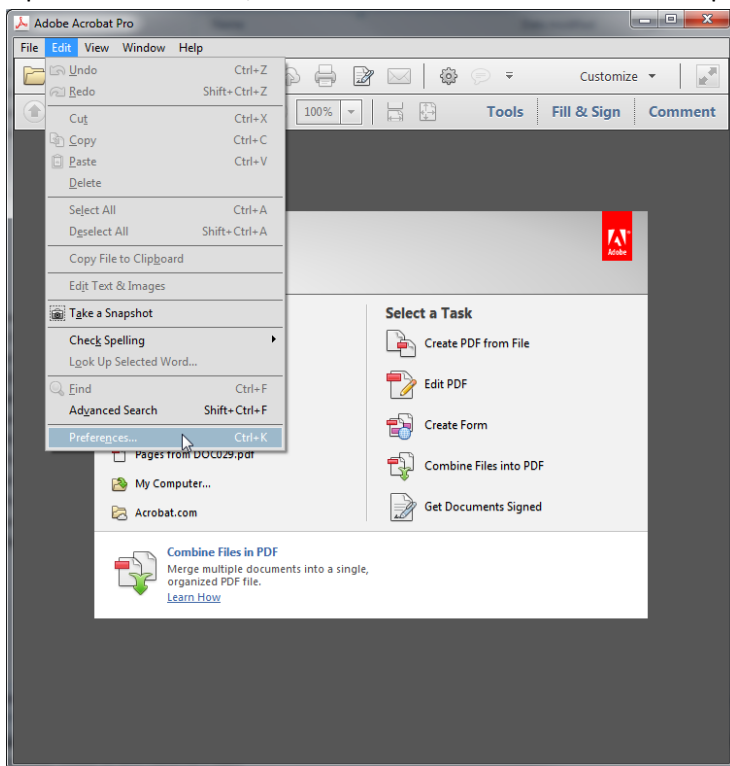 Adobe Acrobat Pro
File Edit View Window Help
Customize
100% Tools Fill & Sign Comment
Undo Ctrl+Z
Redo Shift+Ctrl+Z
Cut Ctrl+X
Copy Ctrl+C
Paste Ctrl+V
Delete
Select All Ctrl+A
Deselect All Shift+Ctrl+A
Copy File to Clipboard
Edit Text & Images
Take a Snapshot
Check Spelling
Look Up Selected Word...
Find Ctrl+F
Advanced Search Shift+Ctrl+F
Preferences... Ctrl+K
Pages from DOC029.pdf
My Computer...
Acrobat.com
Adobe
Select a Task
Create PDF from File
Edit PDF
Create Form
Combine Files into PDF
Get Documents Signed
Combine Files in PDF
Merge multiple documents into a single,
organized PDF file.
Learn How